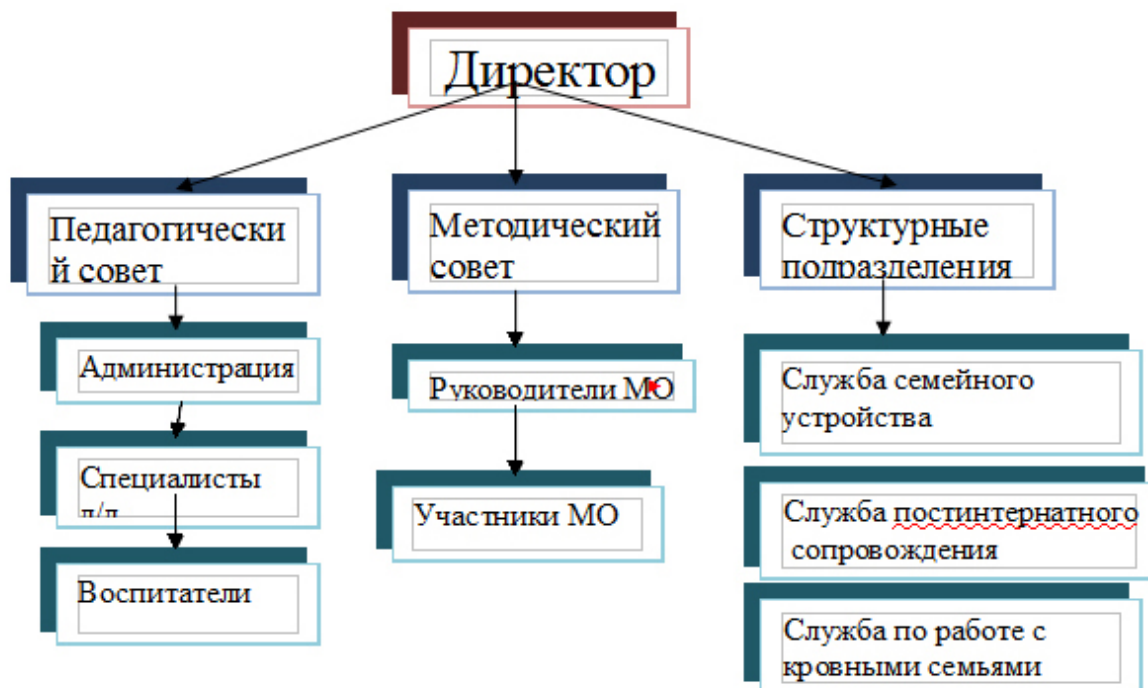 Директор
Педагогически
й совет
Методический
совет
Структурные
подразделения
Администрация
Руководители МО
Служба семейного
устройства
Специалисты
д/д
Участники МО
Служба постинтернатного
сопровождения
Воспитатели
Служба по работе с
кровными семьями